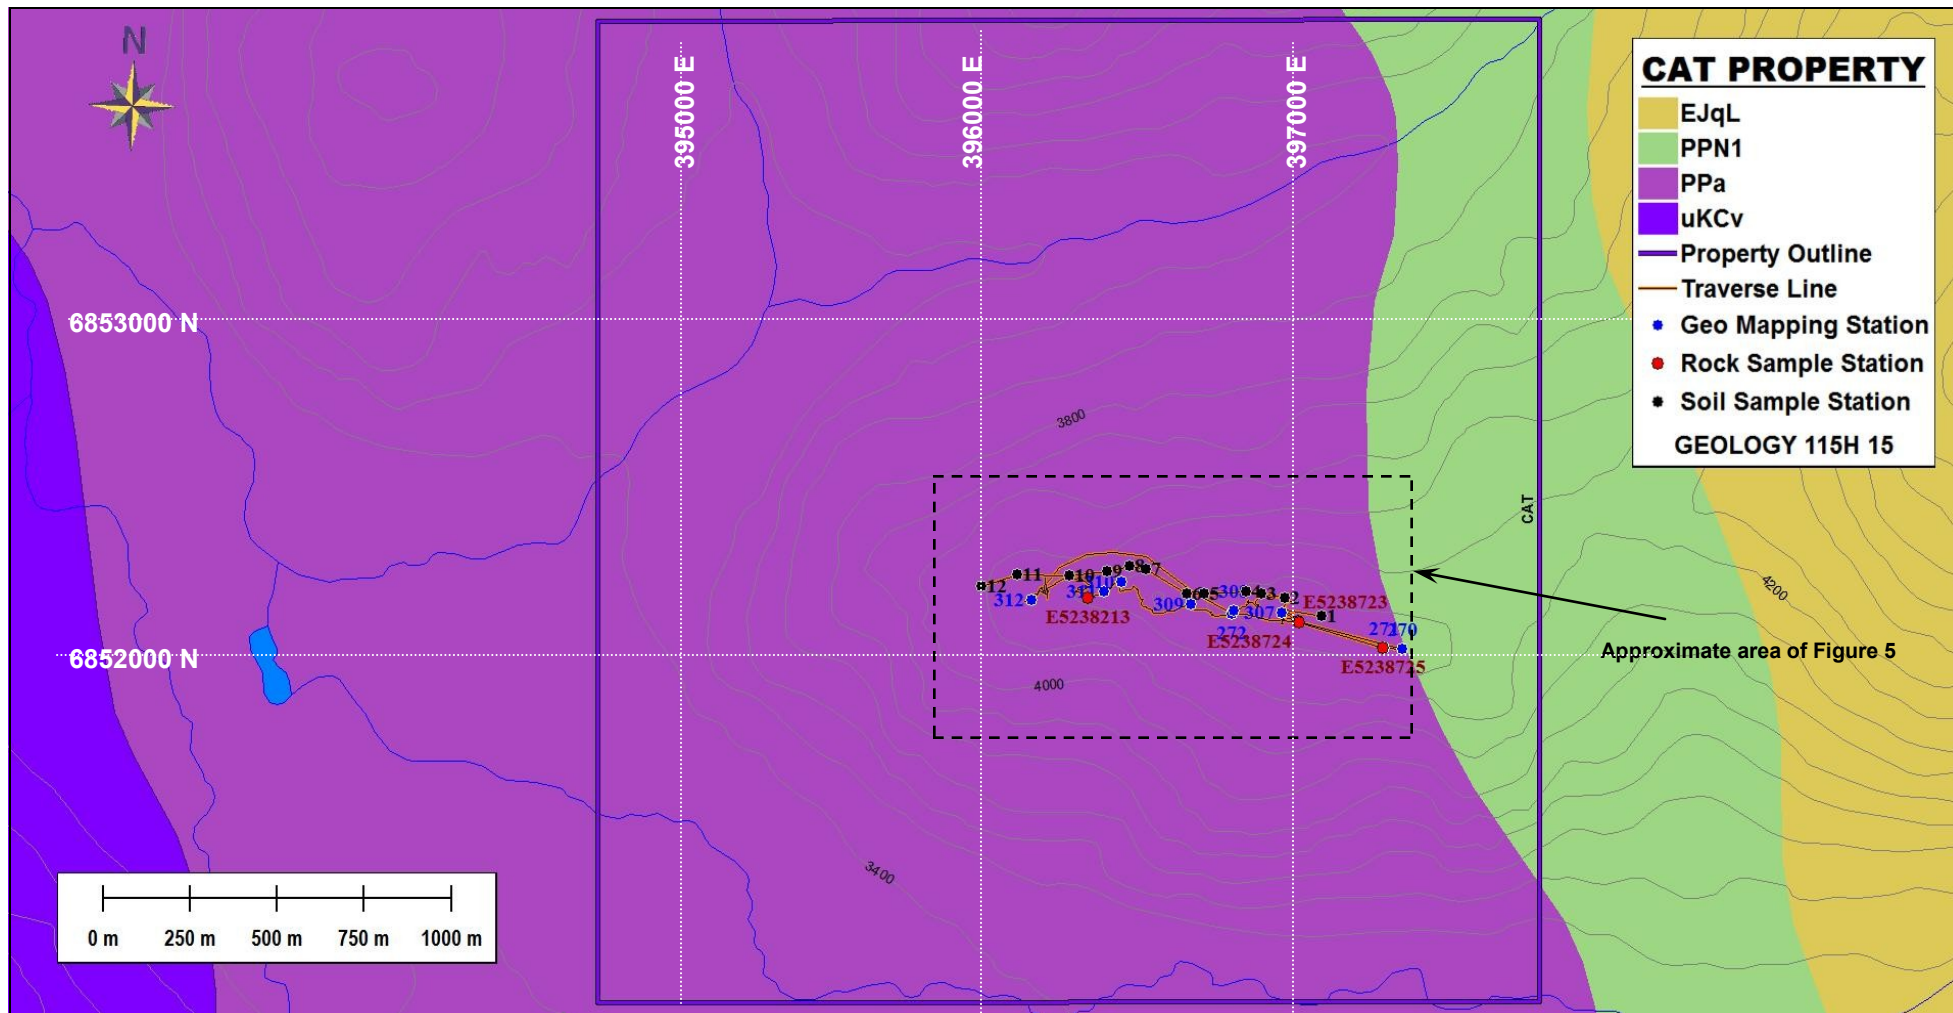 N
395000 E
396000 E
397000 E
CAT PROPERTY
EJqL
PPN1
PPa
uKCv
Property Outline
Traverse Line
Geo Mapping Station
Rock Sample Station
Soil Sample Station
GEOLOGY 115H 15
6853000 N
3800
CAT
4200
12
11
10
9
8
7
6
5
4
3
2
1
312
310
309
307
272
E5238213
E5238723
E5238724
271
270
E5238725
6852000 N
Approximate area of Figure 5
4000
3400
0 m
250 m
500 m
750 m
1000 m